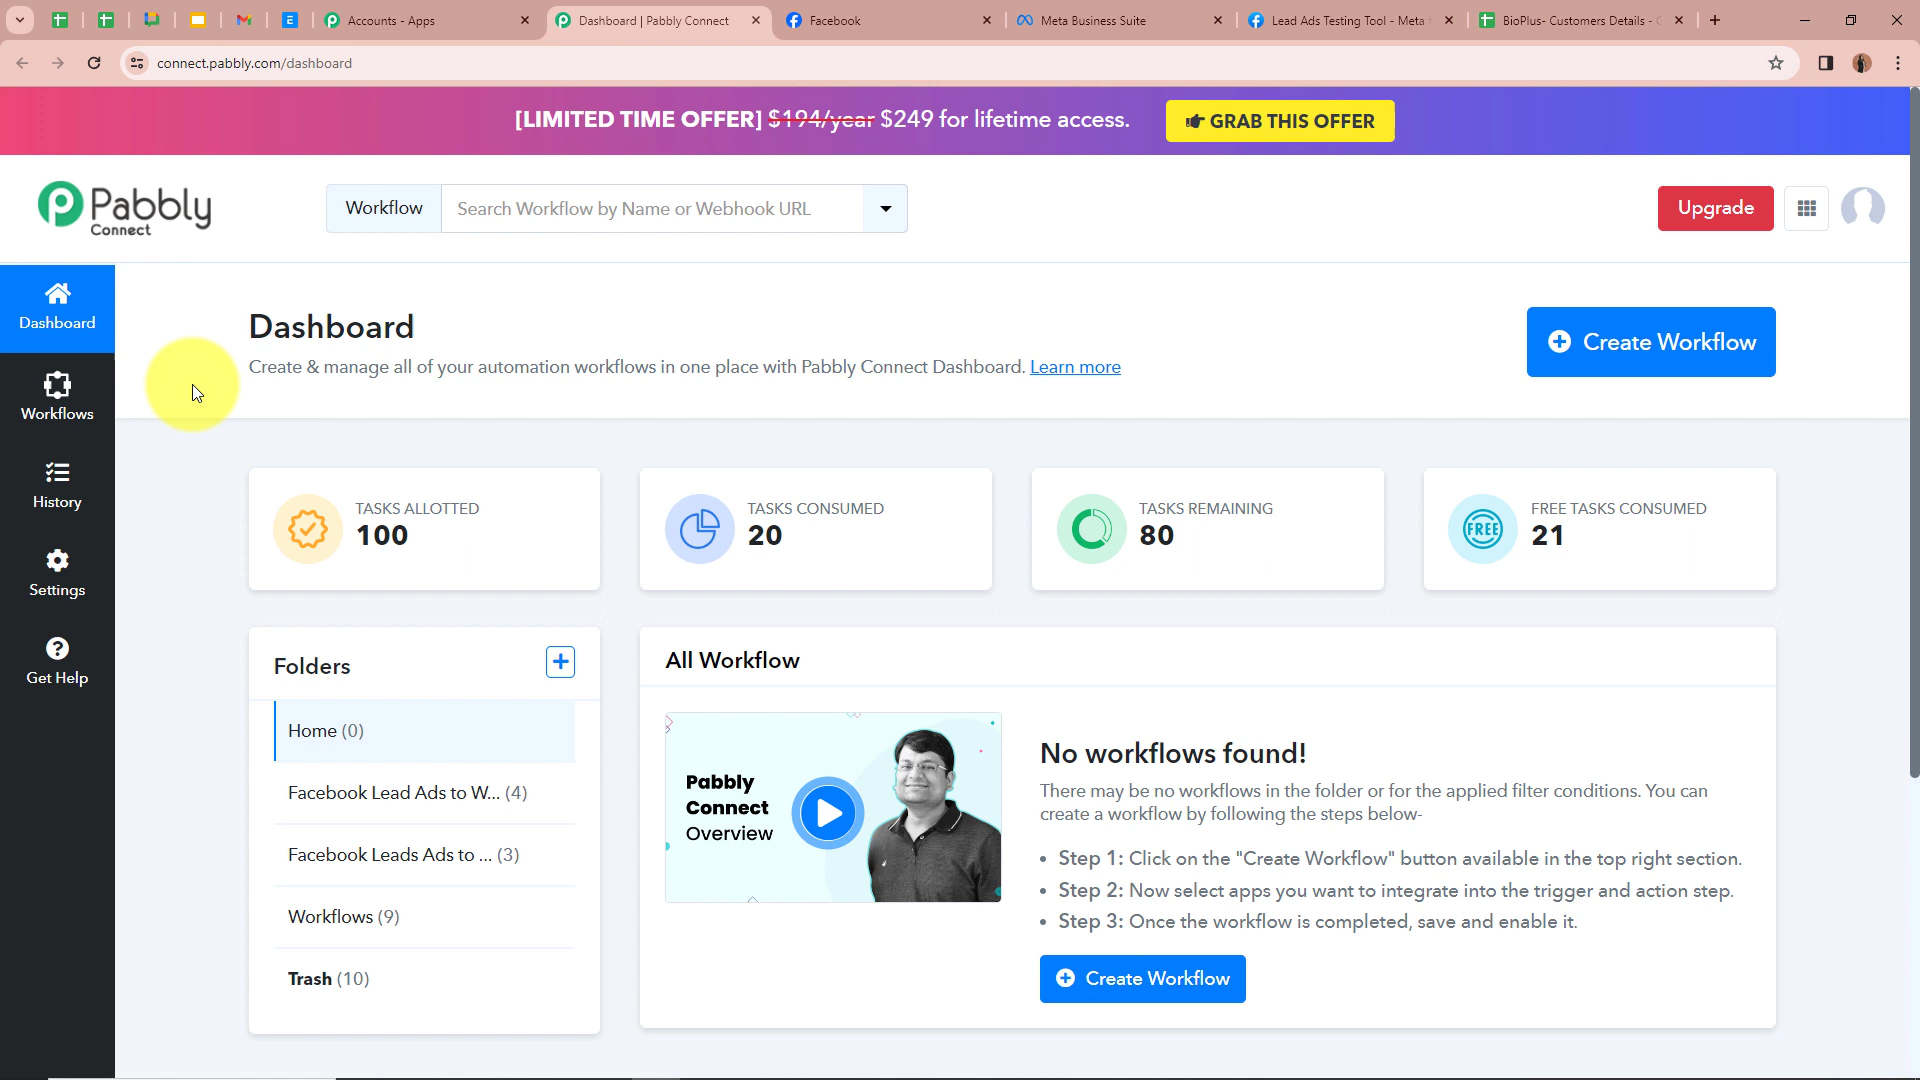 Accounts - Apps
Dashboard | Pabbly Connect
Facebook
Meta Business Suite
Lead Ads Testing Tool - Meta
BioPlus- Customers Details -
connect.pabbly.com/dashboard
[LIMITED TIME OFFER] $194/year $249 for lifetime access.
GRAB THIS OFFER
Pabbly
Connect
Workflow
Search Workflow by Name or Webhook URL
Upgrade
Dashboard
Workflows
History
Settings
Get Help
Dashboard
Create & manage all of your automation workflows in one place with Pabbly Connect Dashboard. Learn more
Create Workflow
TASKS ALLOTTED
100
TASKS CONSUMED
20
TASKS REMAINING
80
FREE
FREE TASKS CONSUMED
21
Folders
Home (0)
Facebook Lead Ads to W... (4)
Facebook Leads Ads to ... (3)
Workflows (9)
Trash (10)
All Workflow
Pabbly
Connect
Overview
No workflows found!
There may be no workflows in the folder or for the applied filter conditions. You can
create a workflow by following the steps below-
• Step 1: Click on the "Create Workflow" button available in the top right section.
• Step 2: Now select apps you want to integrate into the trigger and action step.
• Step 3: Once the workflow is completed, save and enable it.
Create Workflow